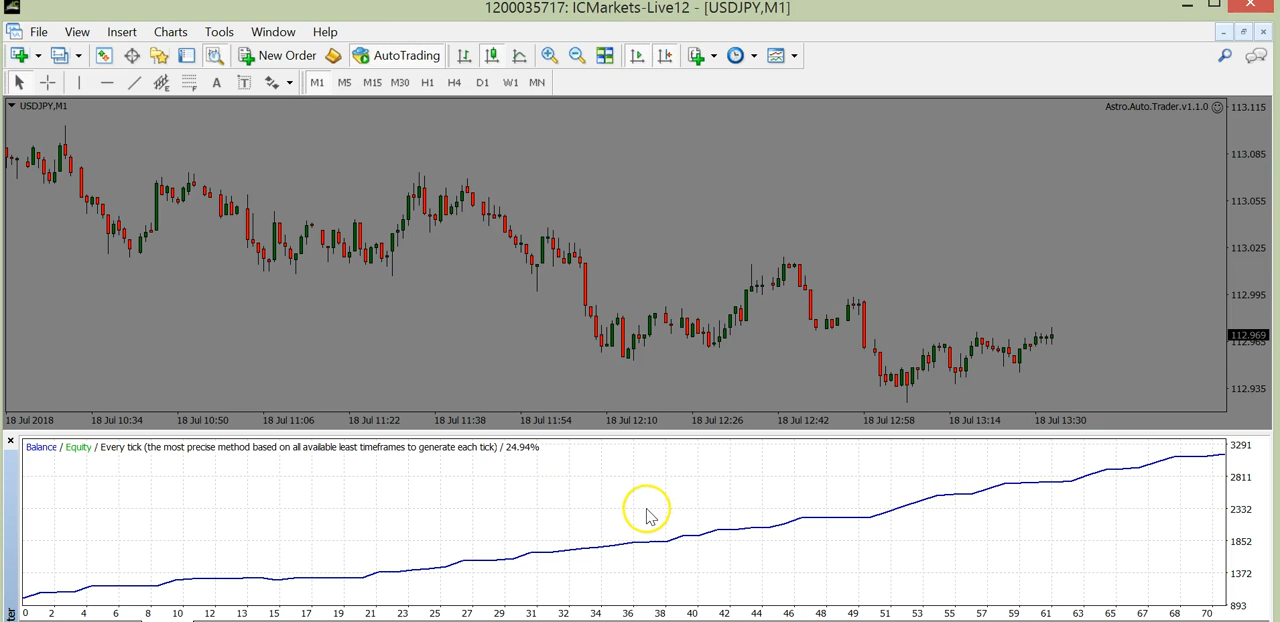 1200035717: ICMarkets-Live12 - [USDJPY,M1]
File View Insert Charts Tools Window Help
New Order AutoTrading
A T M1 M5 M15 M30 H1 H4 D1 W1 MN
USDJPY,M1
Astro.Auto.Trader.v1.1.0
113.115
113.085
113.055
113.025
112.995
112.969
112.965
112.935
18 Jul 2018 18 Jul 10:34 18 Jul 10:50 18 Jul 11:06 18 Jul 11:22 18 Jul 11:38 18 Jul 11:54 18 Jul 12:10 18 Jul 12:26 18 Jul 12:42 18 Jul 12:58 18 Jul 13:14 18 Jul 13:30
Balance / Equity / Every tick (the most precise method based on all available least timeframes to generate each tick) / 24.94%
3291
2811
2332
1852
1372
893
0 2 4 6 8 10 12 13 15 17 19 21 23 25 27 29 31 32 34 36 38 40 42 44 46 48 49 51 53 55 57 59 61 63 65 67 68 70